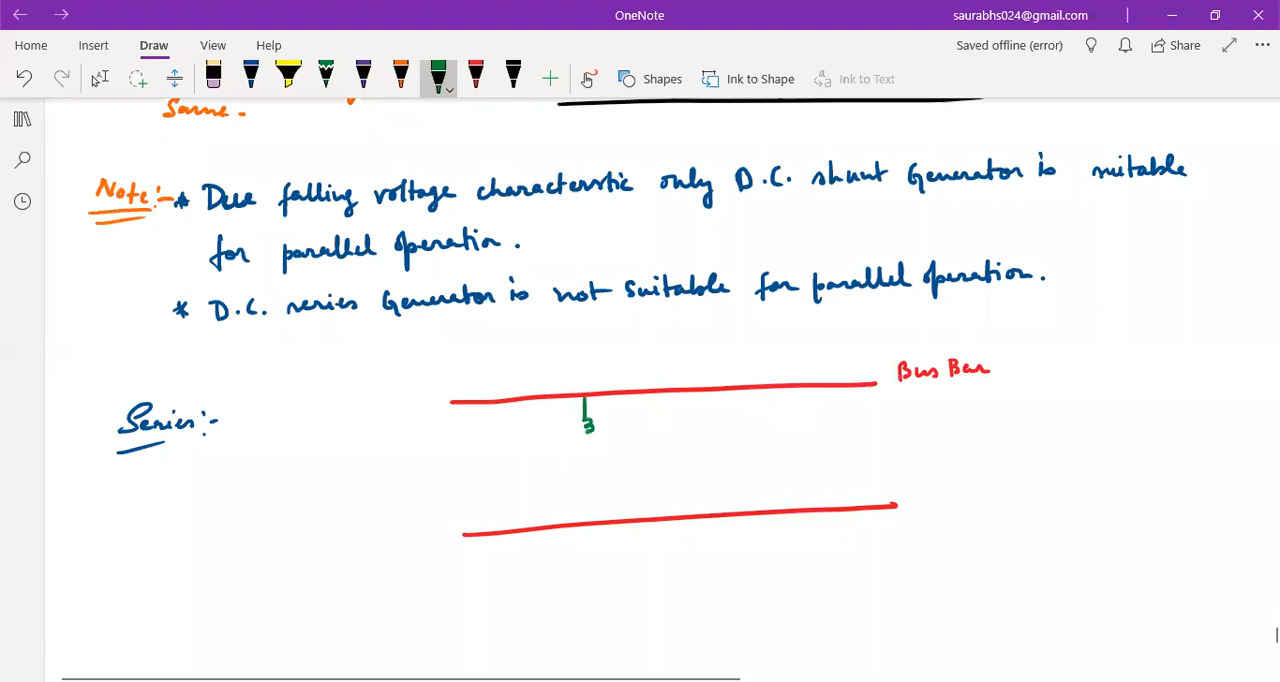 OneNote
saurabhs024@gmail.com
Home Insert Draw View Help
Saved offline (error) Share
Shapes Ink to Shape Ink to Text
Same.
Note:- * Due falling voltage characterstic only D.C. shunt Generator is suitable
for parallel operation.
* D.C. series Generator is not suitable for parallel operation.
Bus Bar
Series:-